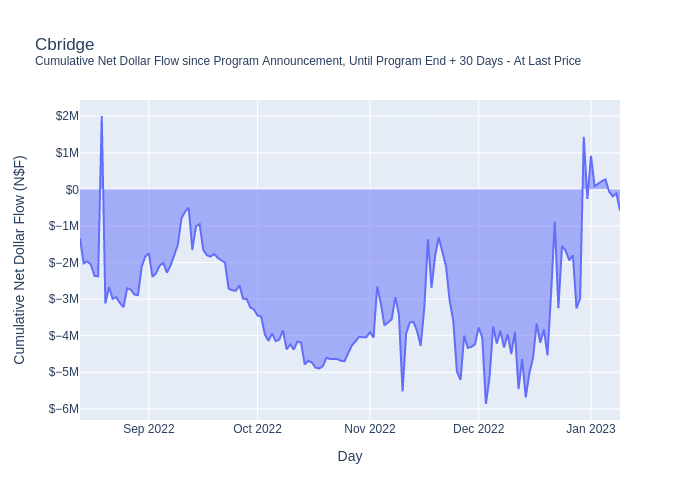 Cbridge
Cumulative Net Dollar Flow since Program Announcement, Until Program End + 30 Days - At Last Price
Cumulative Net Dollar Flow (N$F)
$2M
$1M
$0
$−1M
$−2M
$−3M
$−4M
$−5M
$−6M
Sep 2022
Oct 2022
Nov 2022
Dec 2022
Jan 2023
Day